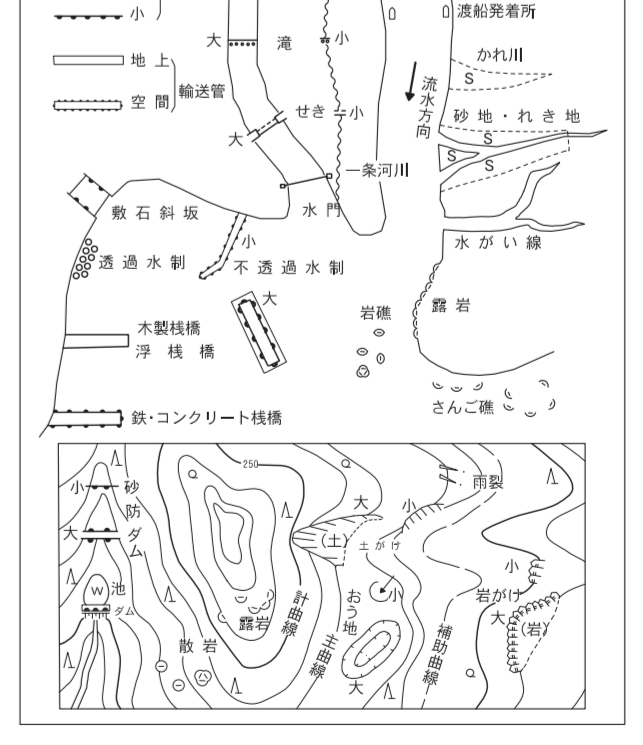 小
渡船発着所
大
滝
小
かれ川
S
地上
空間
輸送管
流水方向
せき
小
大
砂地・れき地
S
S
S
一条河川
敷石斜坂
水門
小
水がい線
透過水制
不透過水制
大
岩礁
露岩
木製桟橋
浮桟橋
さんご礁
鉄・コンクリート桟橋
250
小
砂防ダム
大
雨裂
大
小
(土)
土がけ
小
W
池
ダム
おう地
小
岩がけ
大
(岩)
露岩
計曲線
主曲線
補助曲線
散岩
大